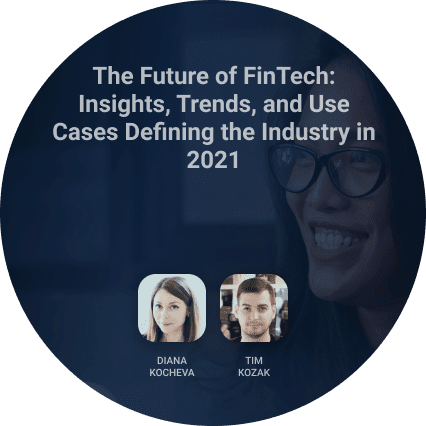 The Future of FinTech:
Insights, Trends, and Use
Cases Defining the Industry in
2021
DIANA
KOCHEVA
TIM
KOZAK